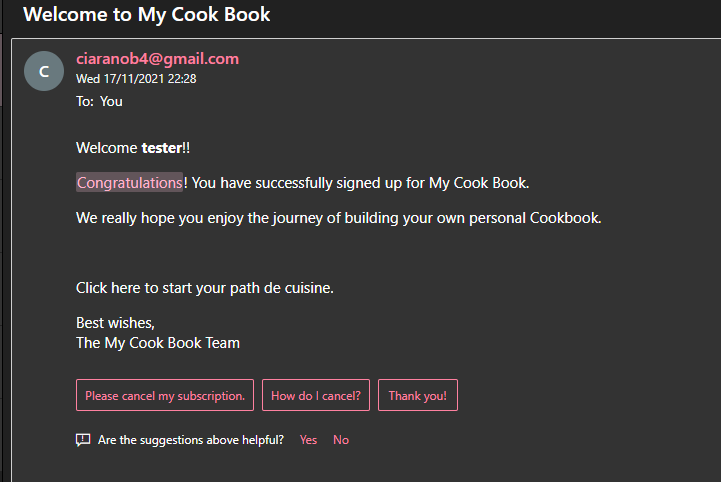 Welcome to My Cook Book
C
ciaranob4@gmail.com
Wed 17/11/2021 22:28
To: You
Welcome tester!!
Congratulations! You have successfully signed up for My Cook Book.
We really hope you enjoy the journey of building your own personal Cookbook.
Click here to start your path de cuisine.
Best wishes,
The My Cook Book Team
Please cancel my subscription. How do I cancel? Thank you!
Are the suggestions above helpful? Yes No